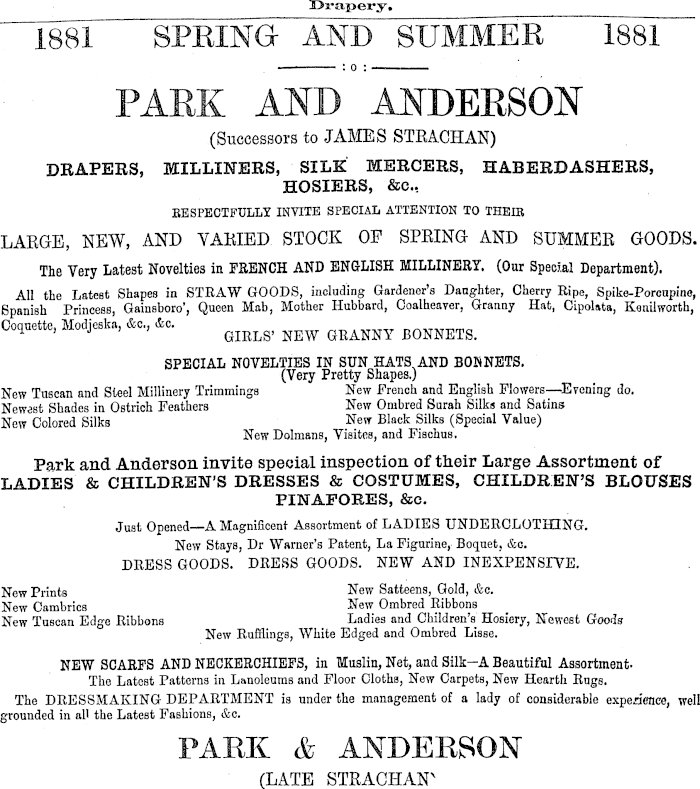 Drapery.
1881 SPRING AND SUMMER 1881
:o:
PARK AND ANDERSON
(Successors to JAMES STRACHAN)
DRAPERS, MILLINERS, SILK MERCERS, HABERDASHERS,
HOSIERS, &c.,
RESPECTFULLY INVITE SPECIAL ATTENTION TO THEIR
LARGE, NEW, AND VARIED STOCK OF SPRING AND SUMMER GOODS.
The Very Latest Novelties in FRENCH AND ENGLISH MILLINERY. (Our Special Department).
All the Latest Shapes in STRAW GOODS, including Gardener's Daughter, Cherry Ripe, Spike-Porcupine,
Spanish Princess, Gainsboro', Queen Mab, Mother Hubbard, Coalheaver, Granny Hat, Cipolata, Kenilworth,
Coquette, Modjeska, &c., &c.
GIRLS' NEW GRANNY BONNETS.
SPECIAL NOVELTIES IN SUN HATS AND BONNETS.
(Very Pretty Shapes.)
New Tuscan and Steel Millinery Trimmings New French and English Flowers—Evening do.
Newest Shades in Ostrich Feathers New Ombred Surah Silks and Satins
New Colored Silks New Black Silks (Special Value)
New Dolmans, Visites, and Fischus.
Park and Anderson invite special inspection of their Large Assortment of
LADIES & CHILDREN'S DRESSES & COSTUMES, CHILDREN'S BLOUSES
PINAFORES, &c.
Just Opened—A Magnificent Assortment of LADIES UNDERCLOTHING.
New Stays, Dr Warner's Patent, La Figurine, Boquet, &c.
DRESS GOODS. DRESS GOODS. NEW AND INEXPENSIVE.
New Prints New Satteens, Gold, &c.
New Cambrics New Ombred Ribbons
New Tuscan Edge Ribbons Ladies and Children's Hosiery, Newest Goods
New Rufflings, White Edged and Ombred Lisse.
NEW SCARFS AND NECKERCHIEFS, in Muslin, Net, and Silk—A Beautiful Assortment.
The Latest Patterns in Lanoleums and Floor Cloths, New Carpets, New Hearth Rugs.
The DRESSMAKING DEPARTMENT is under the management of a lady of considerable experience, well
grounded in all the Latest Fashions, &c.
PARK & ANDERSON
(LATE STRACHAN)